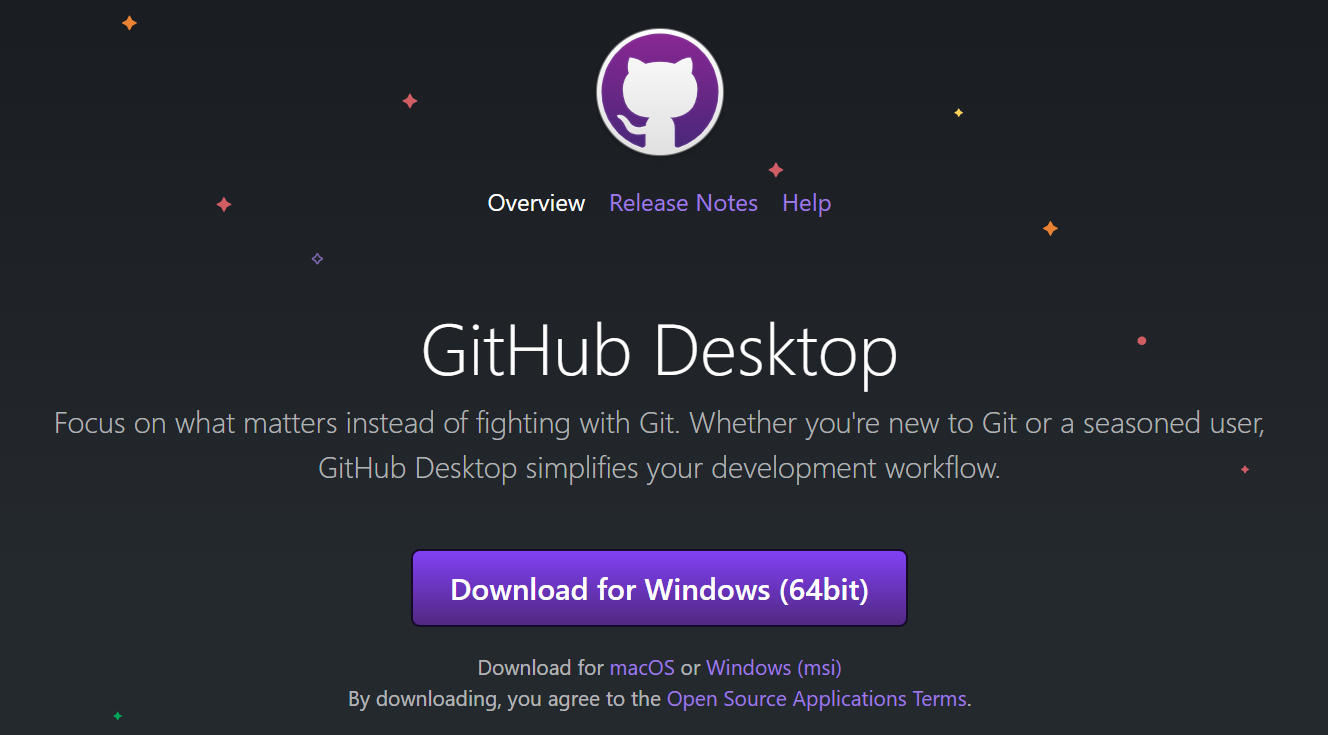 Overview Release Notes Help
GitHub Desktop
Focus on what matters instead of fighting with Git. Whether you're new to Git or a seasoned user,
GitHub Desktop simplifies your development workflow.
Download for Windows (64bit)
Download for macOS or Windows (msi)
By downloading, you agree to the Open Source Applications Terms.